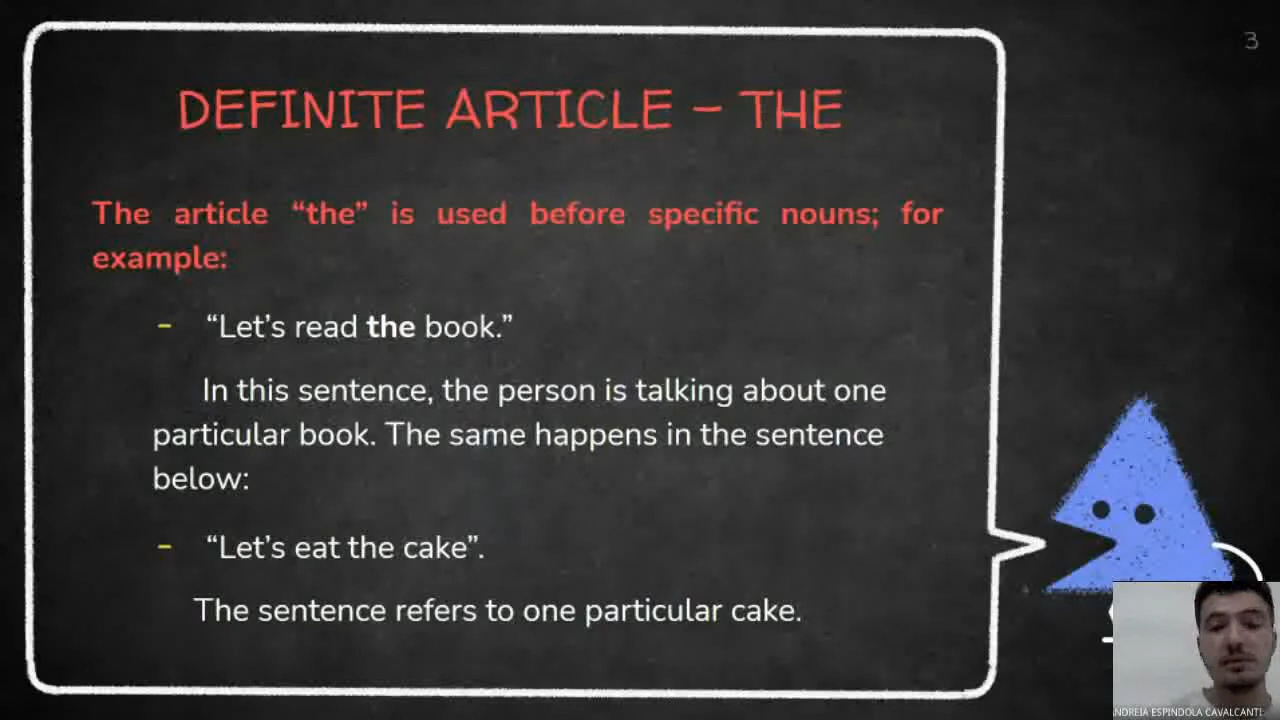 3
DEFINITE ARTICLE – THE
The article “the” is used before specific nouns; for
example:
- “Let’s read the book.”
In this sentence, the person is talking about one
particular book. The same happens in the sentence
below:
- “Let’s eat the cake”.
The sentence refers to one particular cake.
NDREIA ESPINDOLA CAVALCANTI